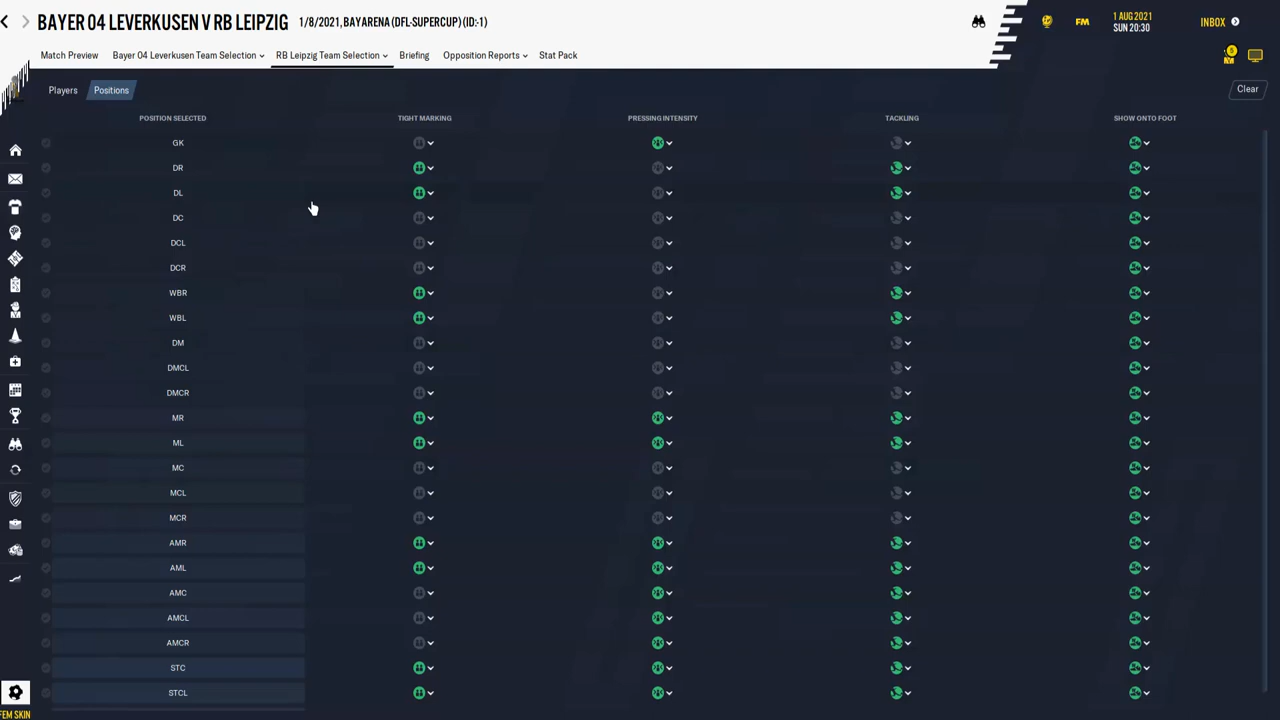 BAYER 04 LEVERKUSEN V RB LEIPZIG 1/8/2021, BAYARENA (DFL-SUPERCUP) (ID:-1)
FM
1 AUG 2021
SUN 20:30
INBOX
Match Preview Bayer 04 Leverkusen Team Selection RB Leipzig Team Selection Briefing Opposition Reports Stat Pack
Players Positions Clear
POSITION SELECTED TIGHT MARKING PRESSING INTENSITY TACKLING SHOW ONTO FOOT
GK
DR
DL
DC
DCL
DCR
WBR
WBL
DM
DMCL
DMCR
MR
ML
MC
MCL
MCR
AMR
AML
AMC
AMCL
AMCR
STC
STCL
FEM SKIN